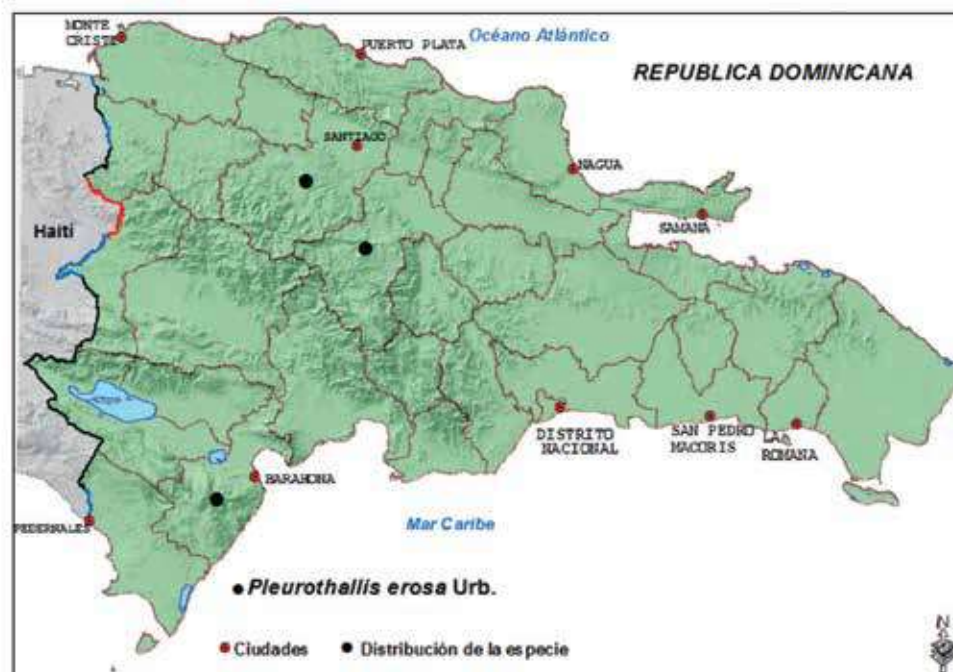 MONTE
CRISTI
PUERTO PLATA
Océano Atlántico
REPUBLICA DOMINICANA
SANTIAGO
NAGUA
SAMANA
Haití
DISTRITO
NACIONAL
SAN PEDRO
MACORIS
LA
ROMANA
BARAHONA
PEDERNALES
Mar Caribe
Pleurothallis erosa Urb.
Ciudades
Distribución de la especie
N